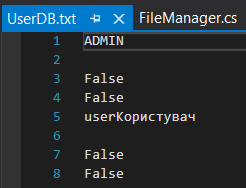 UserDB.txt FileManager.cs
1 ADMIN
2
3 False
4 False
5 userКористувач
6
7 False
8 False